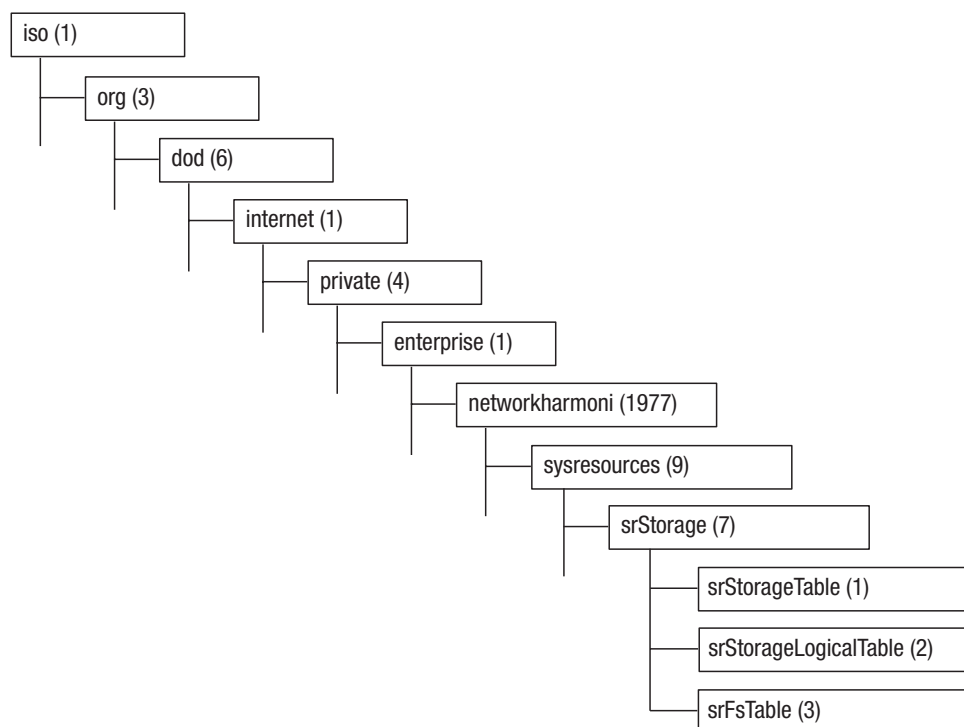 iso (1)
org (3)
dod (6)
internet (1)
private (4)
enterprise (1)
networkharmoni (1977)
sysresources (9)
srStorage (7)
srStorageTable (1)
srStorageLogicalTable (2)
srFsTable (3)